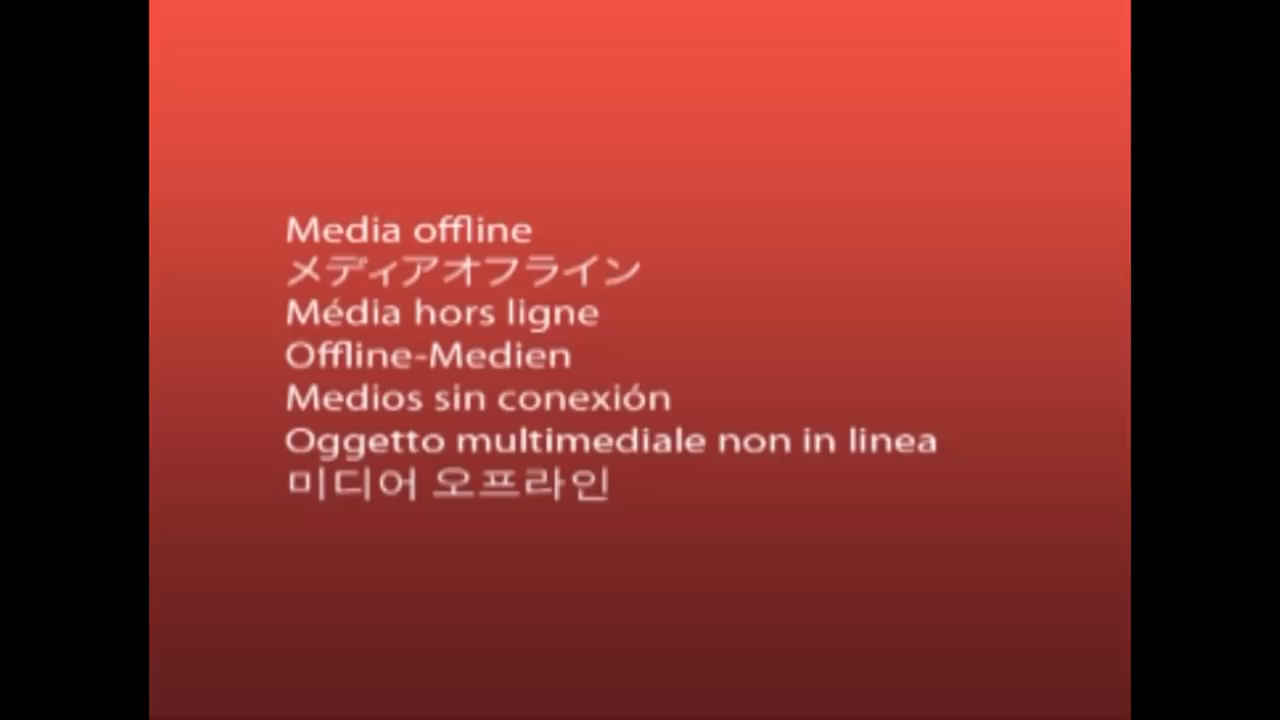 Media offline
メディアオフライン
Média hors ligne
Offline-Medien
Medios sin conexión
Oggetto multimediale non in linea
미디어 오프라인